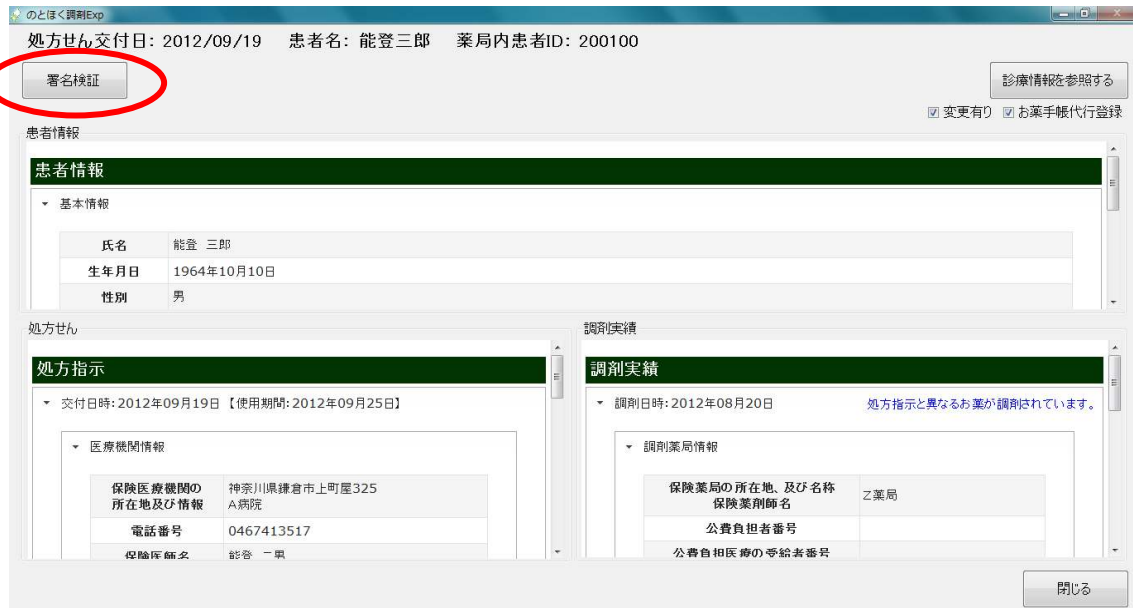 のとほく調剤Exp
処方せん交付日: 2012/09/19 患者名: 能登三郎 薬局内患者ID: 200100
署名検証
診療情報を参照する
変更有り お薬手帳代行登録
患者情報
患者情報
基本情報
氏名 能登 三郎
生年月日 1964年10月10日
性別 男
処方せん
処方指示
交付日時:2012年09月19日【使用期間:2012年09月25日】
医療機関情報
保険医療機関の
所在地及び情報
神奈川県鎌倉市上町屋325
A病院
電話番号 0467413517
保険医師名 能登 二男
調剤実績
調剤実績
調剤日時:2012年08月20日 処方指示と異なるお薬が調剤されています。
調剤薬局情報
保険薬局の所在地、及び名称
保険薬剤師名
Z薬局
公費負担者番号
公費負担医療の受給者番号
閉じる